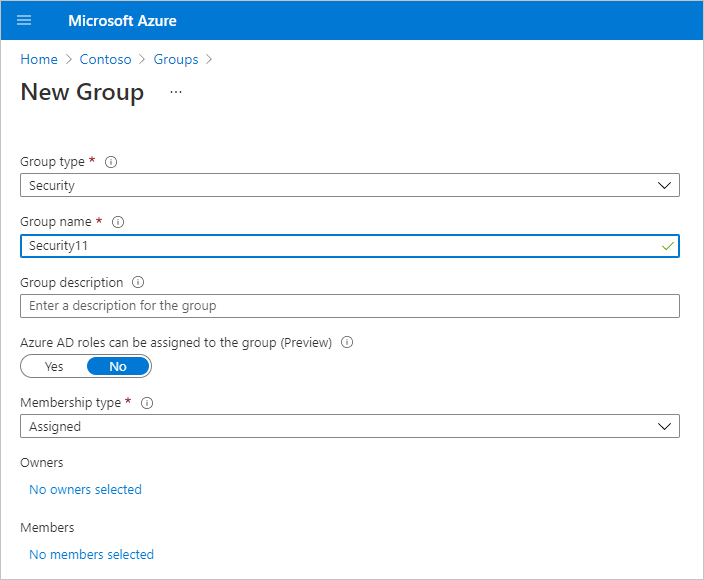 Microsoft Azure
Home > Contoso > Groups >
New Group ...
Group type *
Security
Group name *
Security11
Group description
Enter a description for the group
Azure AD roles can be assigned to the group (Preview)
Yes No
Membership type *
Assigned
Owners
No owners selected
Members
No members selected